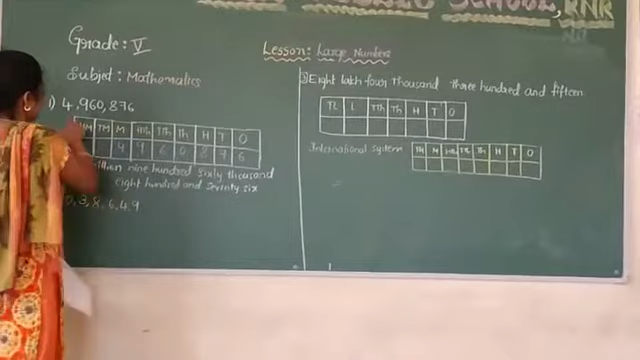 SCHOOL, RNR
Grade: V
Lesson: Large Numbers
Subject: Mathematics
1) 4,960,876
HM TM M HTh TTh Th H T O
4 9 6 0 8 7 6
nine hundred sixty thousand
eight hundred and seventy six
0, 3, 8, 6, 4, 9
Eight lakh four thousand three hundred and fifteen
TL L TTh Th H T O
International system
TM M HTh TTh Th H T O